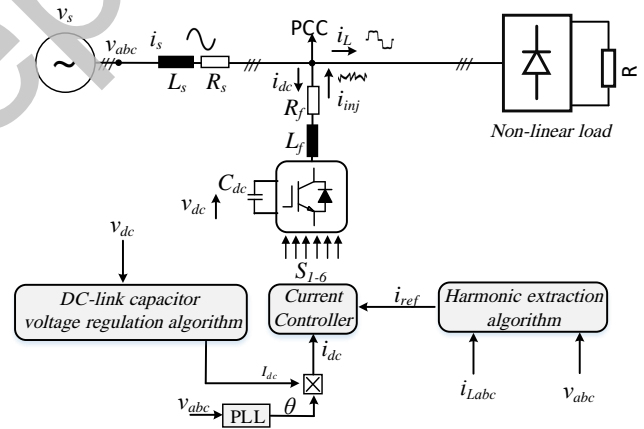 v_s
v_abc
i_s
L_s
R_s
PCC
i_L
i_dc
i_inj
R_f
L_f
C_dc
v_dc
R
Non-linear load
S_1-6
v_dc
DC-link capacitor
voltage regulation algorithm
Current
Controller
i_ref
Harmonic extraction
algorithm
i_dc
I_dc
v_abc
PLL
θ
i_Labc
v_abc